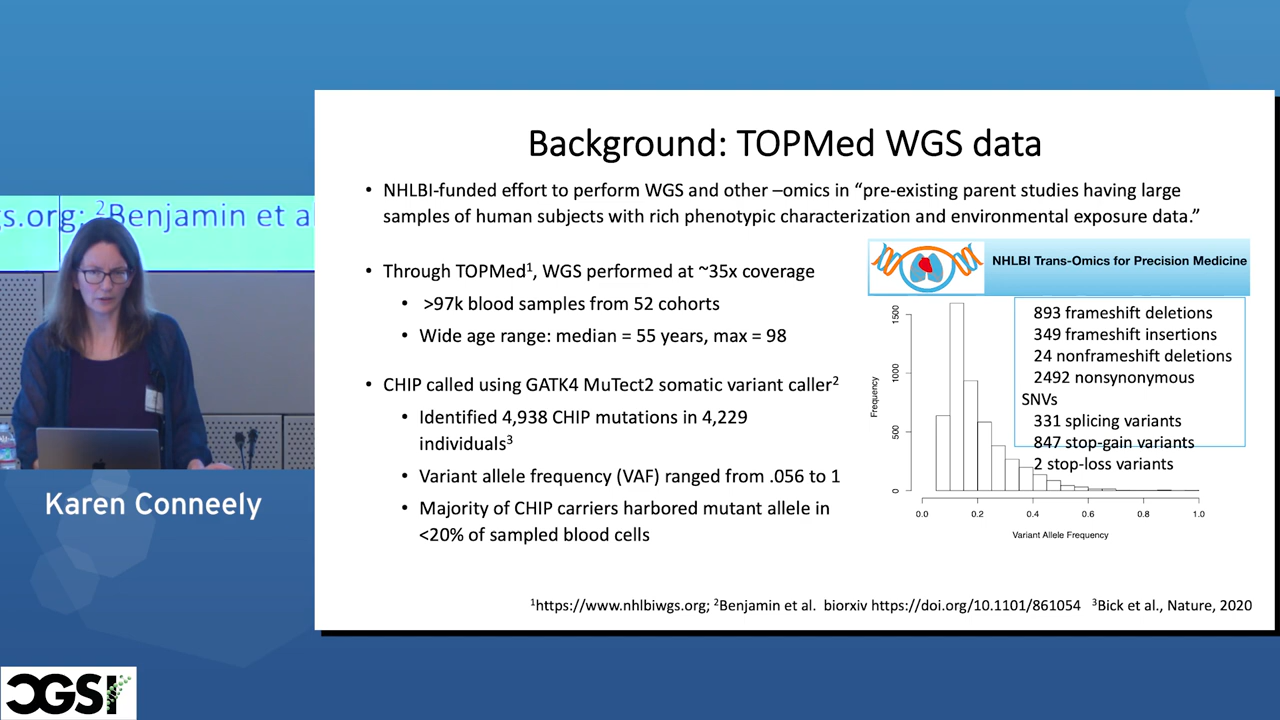 Background: TOPMed WGS data
• NHLBI-funded effort to perform WGS and other –omics in “pre-existing parent studies having large
samples of human subjects with rich phenotypic characterization and environmental exposure data.”
• Through TOPMed1, WGS performed at ~35x coverage
• >97k blood samples from 52 cohorts
• Wide age range: median = 55 years, max = 98
• CHIP called using GATK4 MuTect2 somatic variant caller2
• Identified 4,938 CHIP mutations in 4,229
individuals3
• Variant allele frequency (VAF) ranged from .056 to 1
• Majority of CHIP carriers harbored mutant allele in
<20% of sampled blood cells
NHLBI Trans-Omics for Precision Medicine
893 frameshift deletions
349 frameshift insertions
24 nonframeshift deletions
2492 nonsynonymous
SNVs
331 splicing variants
847 stop-gain variants
2 stop-loss variants
Frequency
1500
1000
500
0
0.0 0.2 0.4 0.6 0.8 1.0
Variant Allele Frequency
1https://www.nhlbiwgs.org; 2Benjamin et al. biorxiv https://doi.org/10.1101/861054 3Bick et al., Nature, 2020
gs.org; 2Benjamin et a
Karen Conneely
CGSI